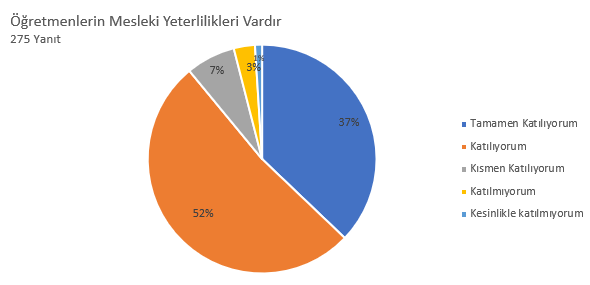 Öğretmenlerin Mesleki Yeterlilikleri Vardır
275 Yanıt
1%
3%
7%
37%
52%
Tamamen Katılıyorum
Katılıyorum
Kısmen Katılıyorum
Katılmıyorum
Kesinlikle katılmıyorum